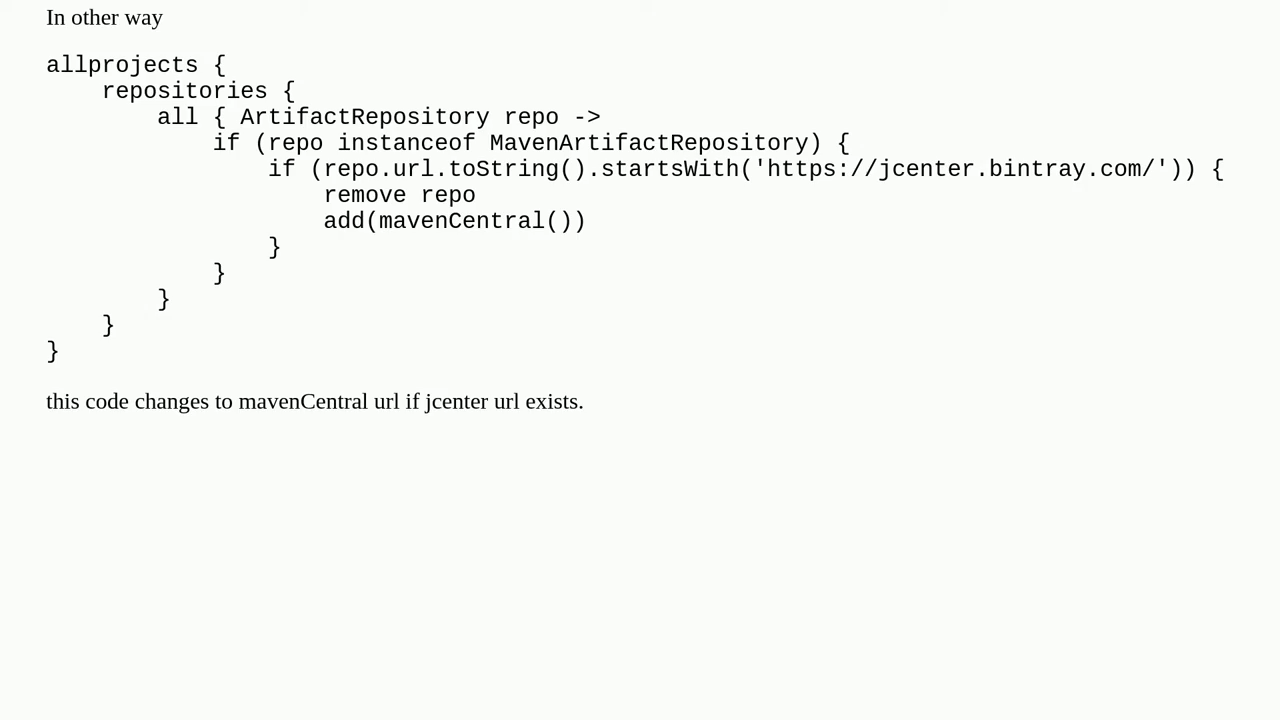 In other way
allprojects {
    repositories {
        all { ArtifactRepository repo ->
            if (repo instanceof MavenArtifactRepository) {
                if (repo.url.toString().startsWith('https://jcenter.bintray.com/')) {
                    remove repo
                    add(mavenCentral())
                }
            }
        }
    }
}
this code changes to mavenCentral url if jcenter url exists.